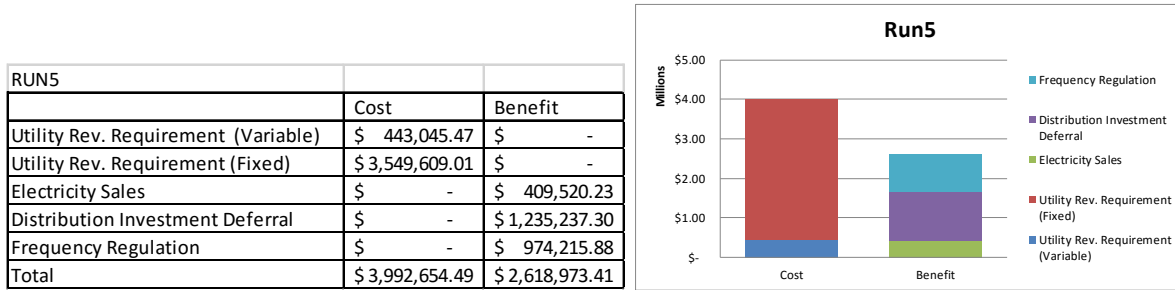 RUN5
Cost Benefit
Utility Rev. Requirement (Variable) $ 443,045.47 $ -
Utility Rev. Requirement (Fixed) $ 3,549,609.01 $ -
Electricity Sales $ - $ 409,520.23
Distribution Investment Deferral $ - $ 1,235,237.30
Frequency Regulation $ - $ 974,215.88
Total $ 3,992,654.49 $ 2,618,973.41
Run5
Millions
$5.00
$4.00
$3.00
$2.00
$1.00
$-
Cost Benefit
Frequency Regulation
Distribution Investment
Deferral
Electricity Sales
Utility Rev. Requirement
(Fixed)
Utility Rev. Requirement
(Variable)